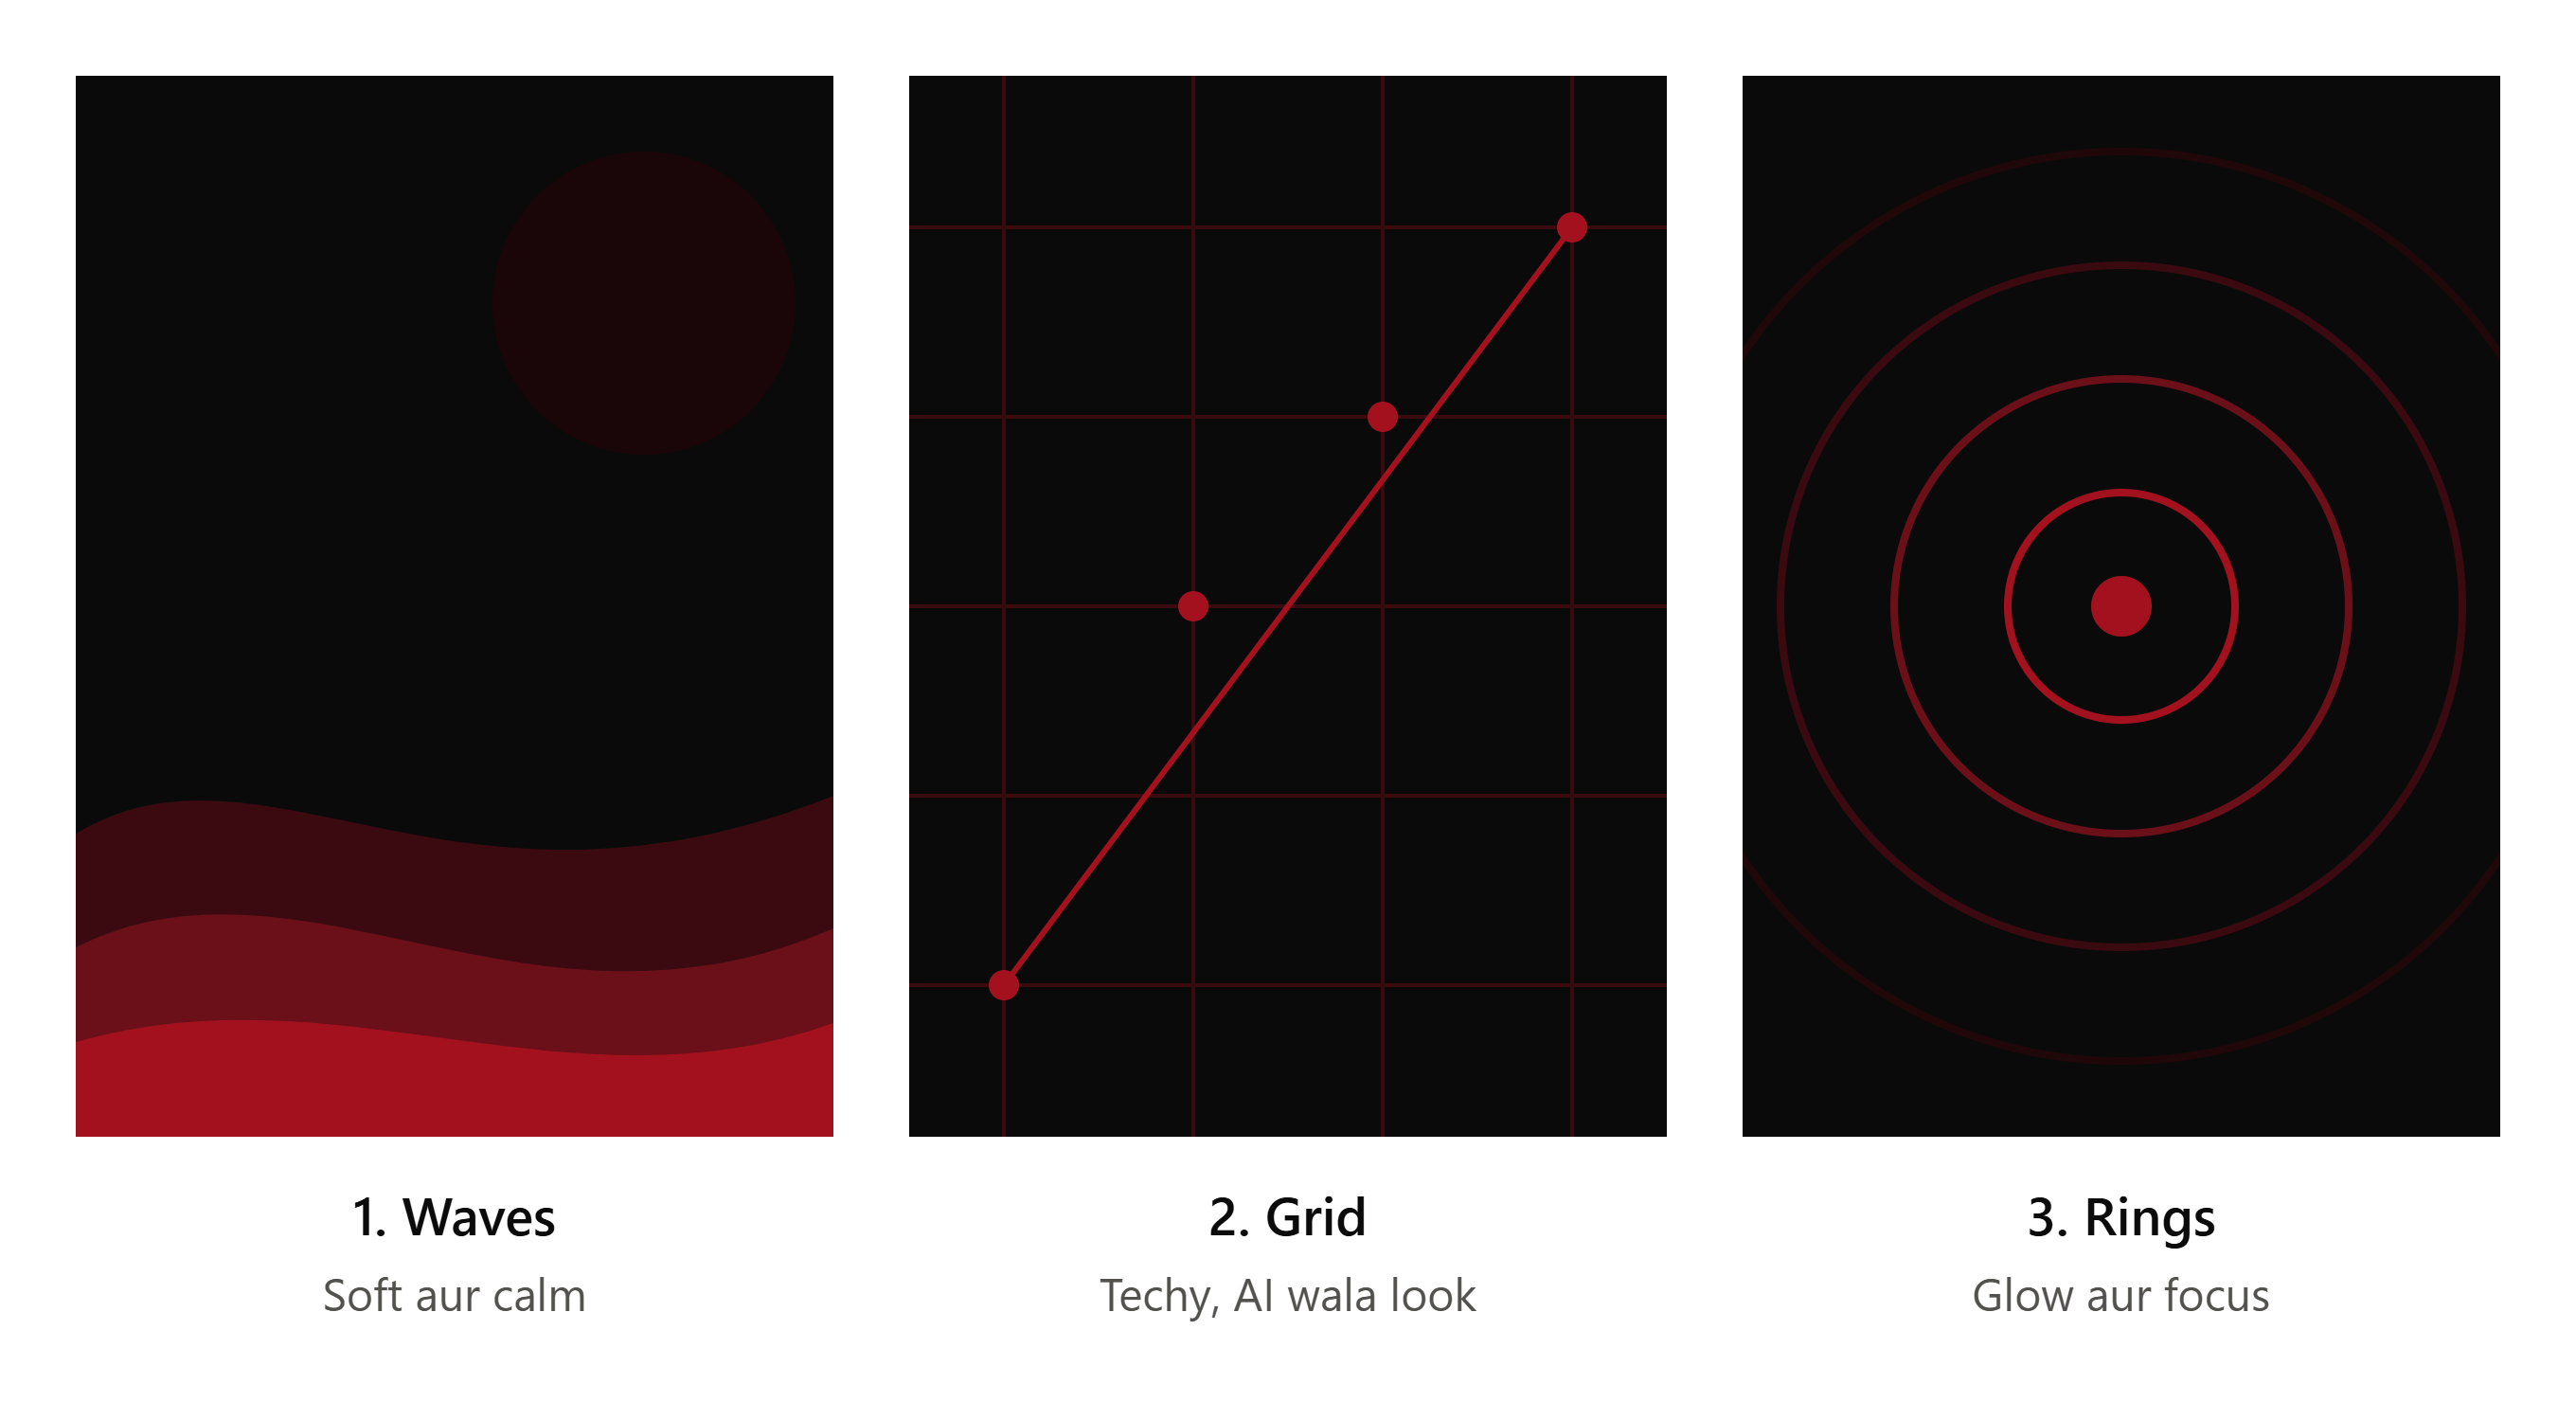 1. Waves
Soft aur calm
2. Grid
Techy, AI wala look
3. Rings
Glow aur focus